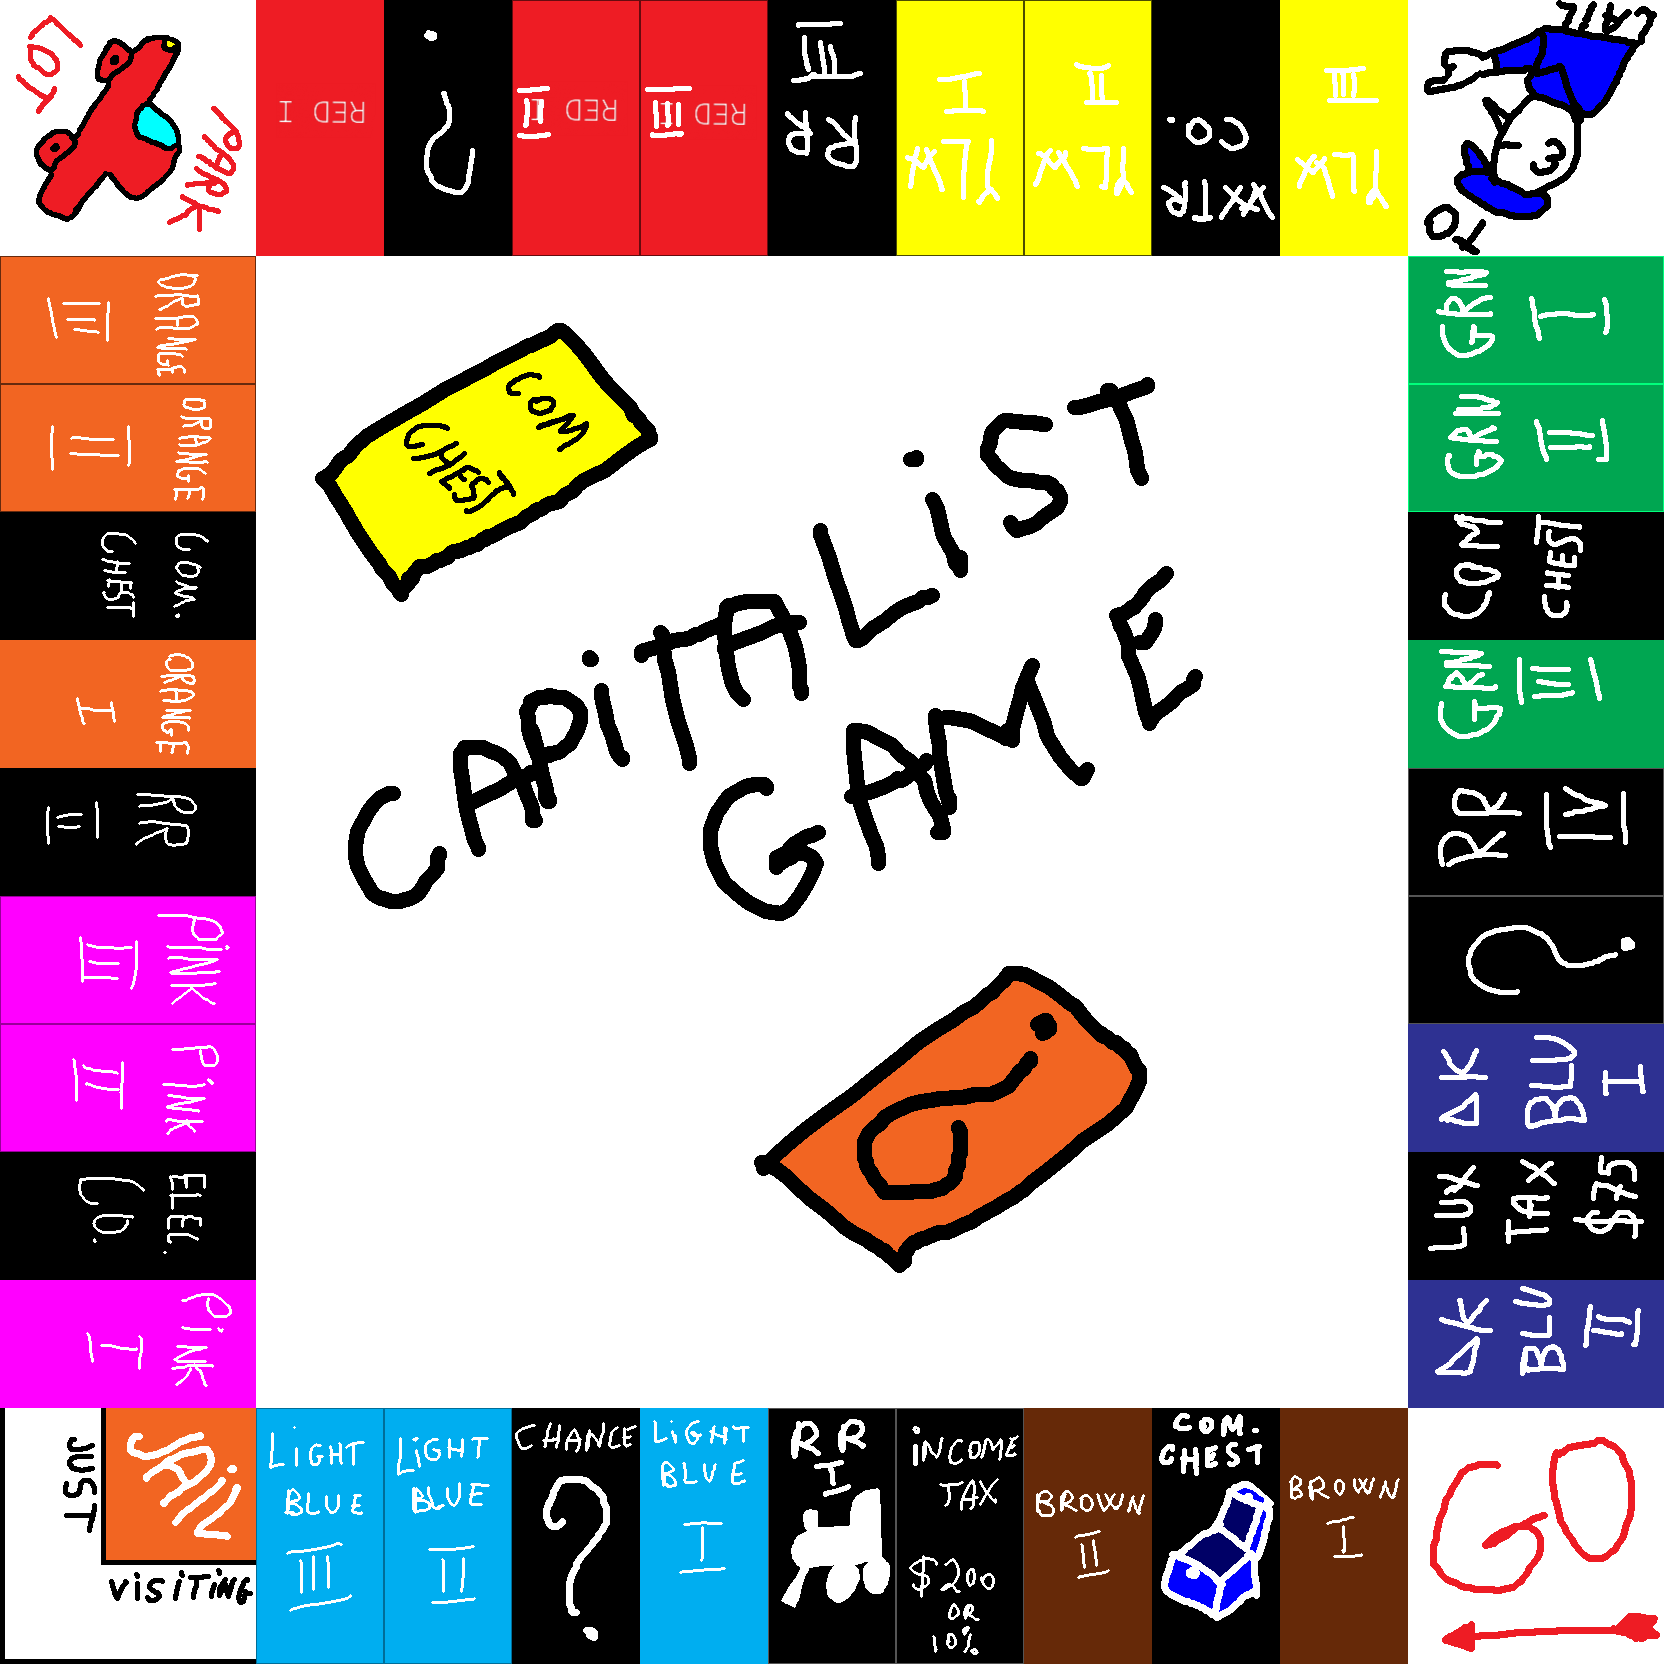 LOT
PARK
RED I
?
RED II
RED III
RR III
YLW I
YLW II
WTR
CO.
YLW III
TO
JAIL
ORANGE
III
ORANGE
II
COM.
CHEST
ORANGE
I
RR
II
PINK
III
PINK
II
ELEC.
CO.
PINK
I
COM
CHEST
CAPiTALiST
GAME
?
GRN
I
GRN
II
COM
CHEST
GRN
III
RR
IV
?
DK
BLU
I
LUX
TAX
$75
DK
BLU
II
JUST
JAiL
VISITING
LIGHT
BLUE
III
LIGHT
BLUE
II
CHANCE
?
LIGHT
BLUE
I
RR
I
INCOME
TAX
$200
OR
10%
BROWN
II
COM.
CHEST
BROWN
I
GO